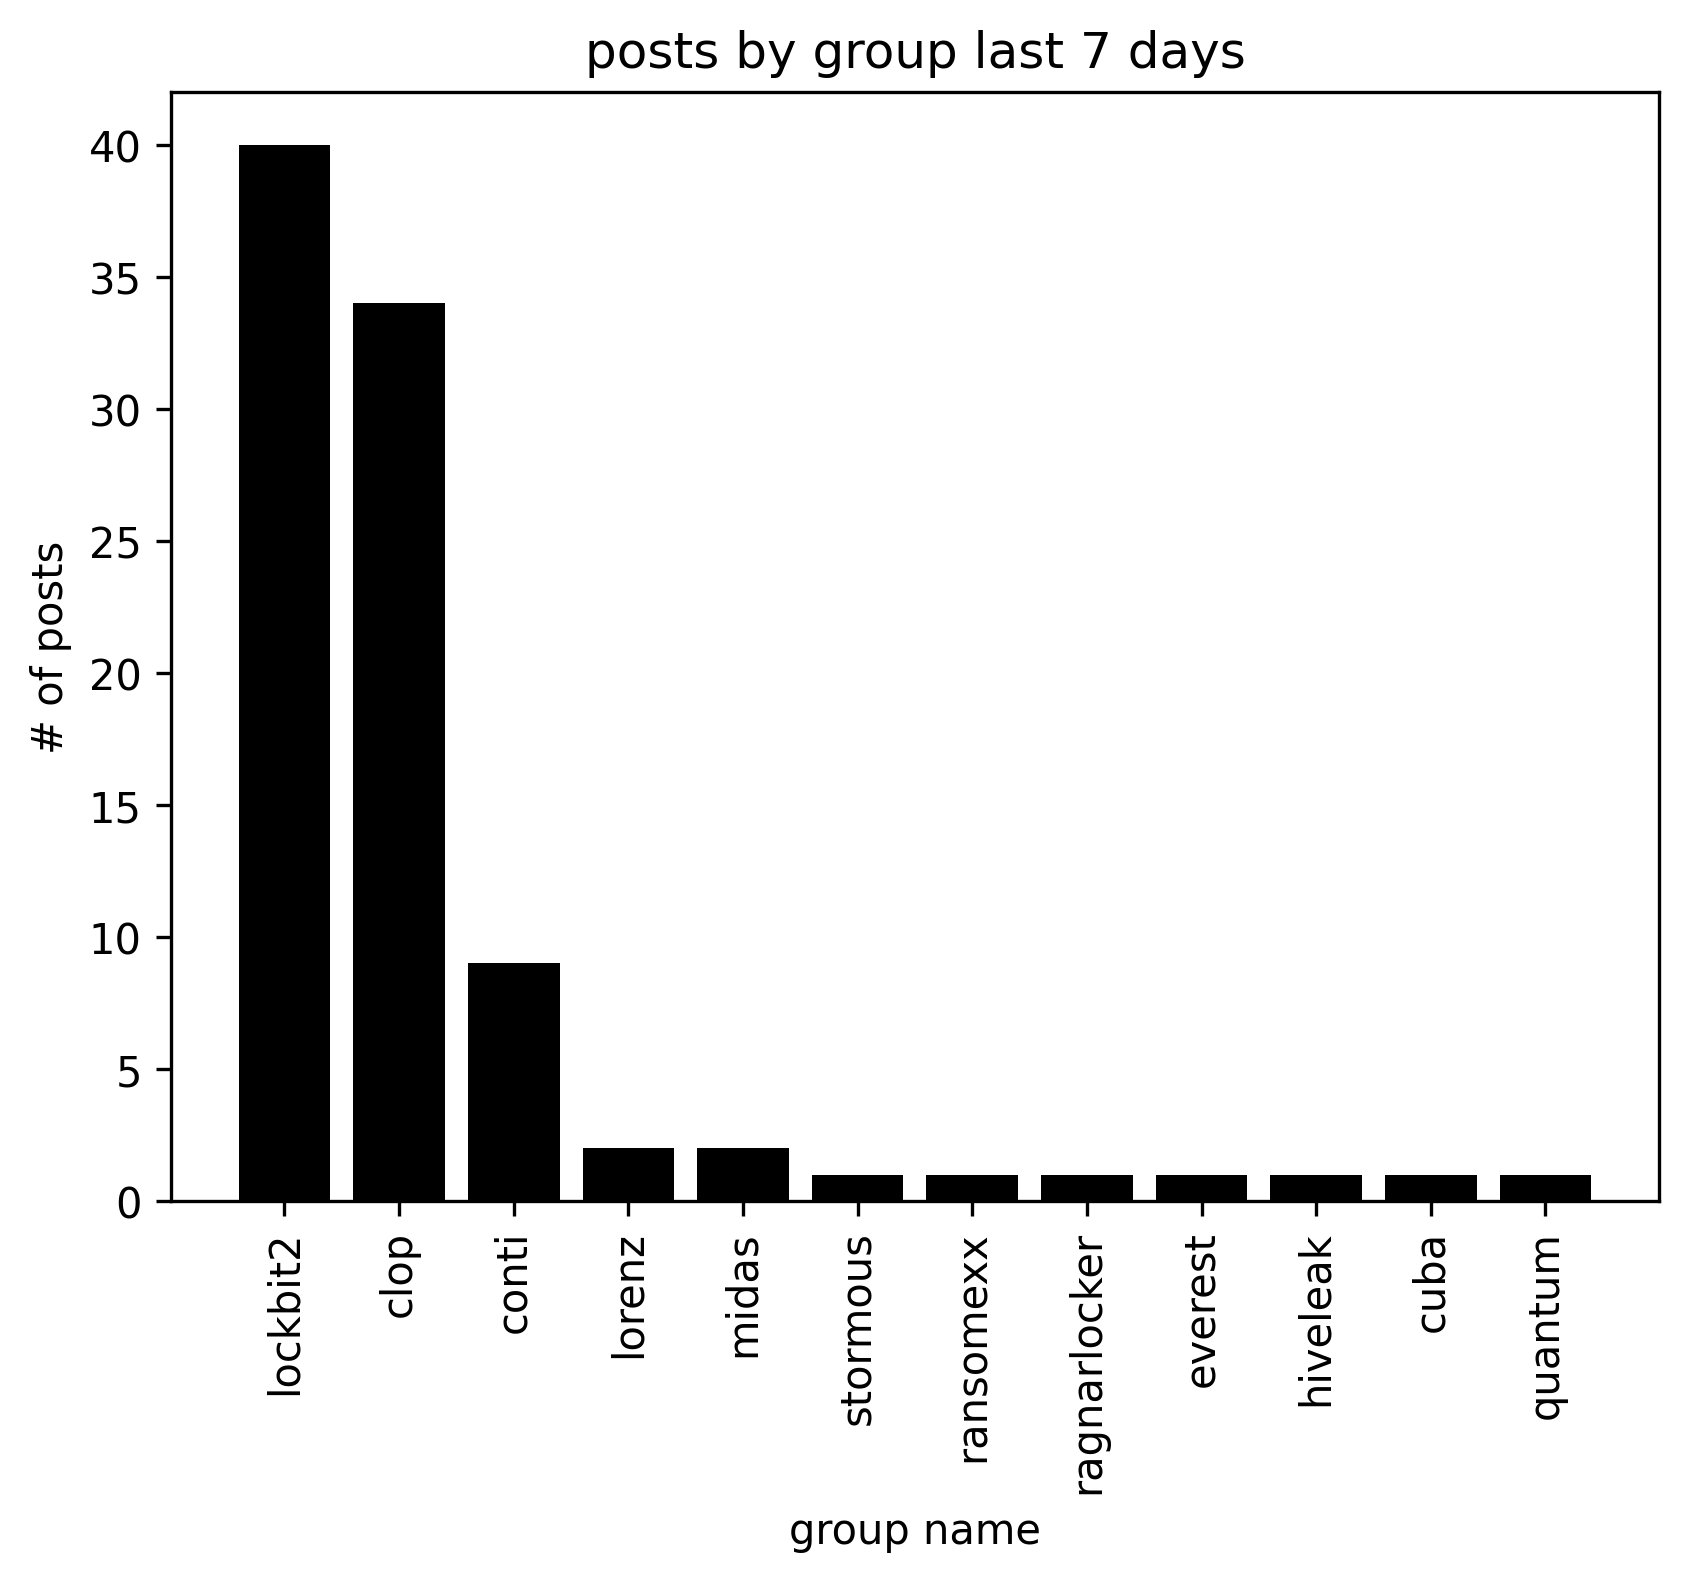 posts by group last 7 days
# of posts
40
35
30
25
20
15
10
5
0
lockbit2
clop
conti
lorenz
midas
stormous
ransomexx
ragnarlocker
everest
hiveleak
cuba
quantum
group name